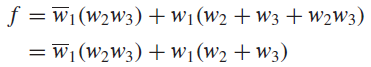 f = w̅₁(w₂w₃) + w₁(w₂ + w₃ + w₂w₃)
= w̅₁(w₂w₃) + w₁(w₂ + w₃)